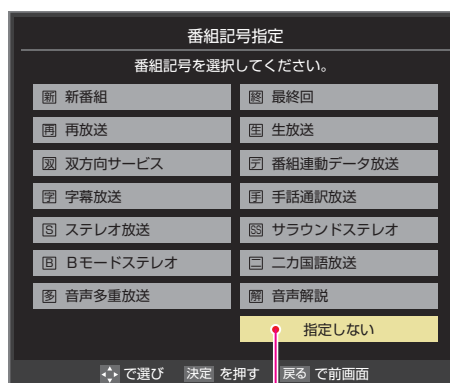 番組記号指定
番組記号を選択してください。
新 新番組
終 最終回
再 再放送
生 生放送
双 双方向サービス
デ 番組連動データ放送
字 字幕放送
手 手話通訳放送
S ステレオ放送
SS サラウンドステレオ
B Bモードステレオ
二 二カ国語放送
多 音声多重放送
解 音声解説
指定しない
で選び 決定 を押す 戻る で前画面